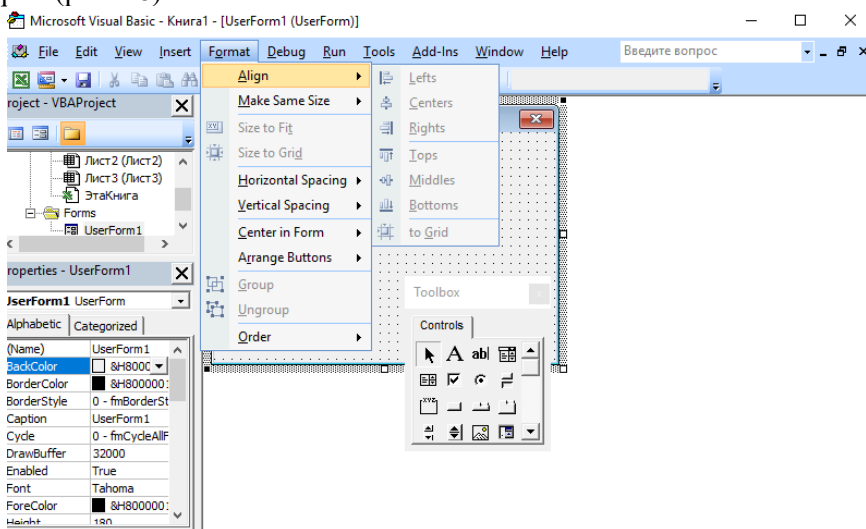 Microsoft Visual Basic - Книга1 - [UserForm1 (UserForm)]
File Edit View Insert Format Debug Run Tools Add-Ins Window Help Введите вопрос
roject - VBAProject
Лист2 (Лист2)
Лист3 (Лист3)
ЭтаКнига
Forms
UserForm1
roperties - UserForm1
UserForm1 UserForm
Alphabetic Categorized
(Name) UserForm1
BackColor &H8000
BorderColor &H800001
BorderStyle 0 - fmBorderSt
Caption UserForm1
Cycle 0 - fmCycleAllF
DrawBuffer 32000
Enabled True
Font Tahoma
ForeColor &H800001
Height 180
Align
Make Same Size
Size to Fit
Size to Grid
Horizontal Spacing
Vertical Spacing
Center in Form
Arrange Buttons
Group
Ungroup
Order
Lefts
Centers
Rights
Tops
Middles
Bottoms
to Grid
Toolbox
Controls
A abl
xyz